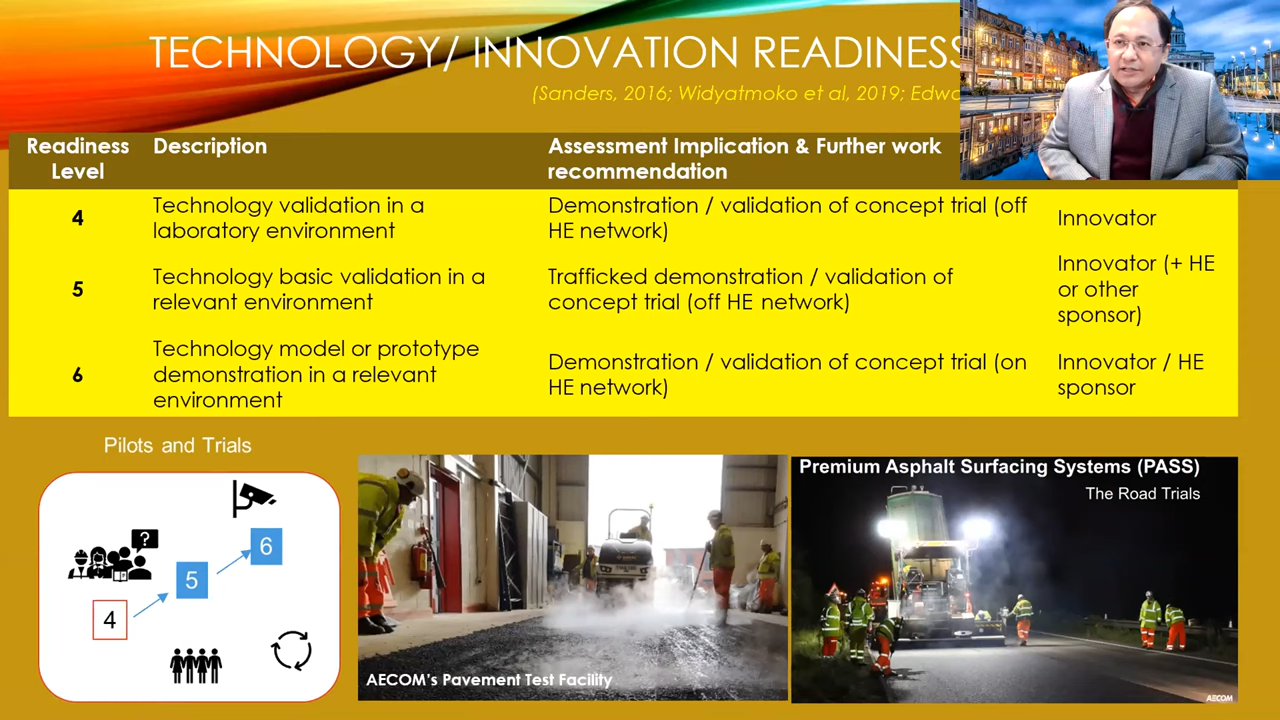 TECHNOLOGY/ INNOVATION READINESS
(Sanders, 2016; Widyatmoko et al, 2019;
Readiness Level
Description
Assessment Implication & Further work
recommendation
4
Technology validation in a
laboratory environment
Demonstration / validation of concept trial (off
HE network)
Innovator
5
Technology basic validation in a
relevant environment
Trafficked demonstration / validation of
concept trial (off HE network)
Innovator (+ HE
or other
sponsor)
6
Technology model or prototype
demonstration in a relevant
environment
Demonstration / validation of concept trial (on
HE network)
Innovator / HE
sponsor
Pilots and Trials
?
6
5
4
AECOM's Pavement Test Facility
Premium Asphalt Surfacing Systems (PASS)
The Road Trials
AECOM